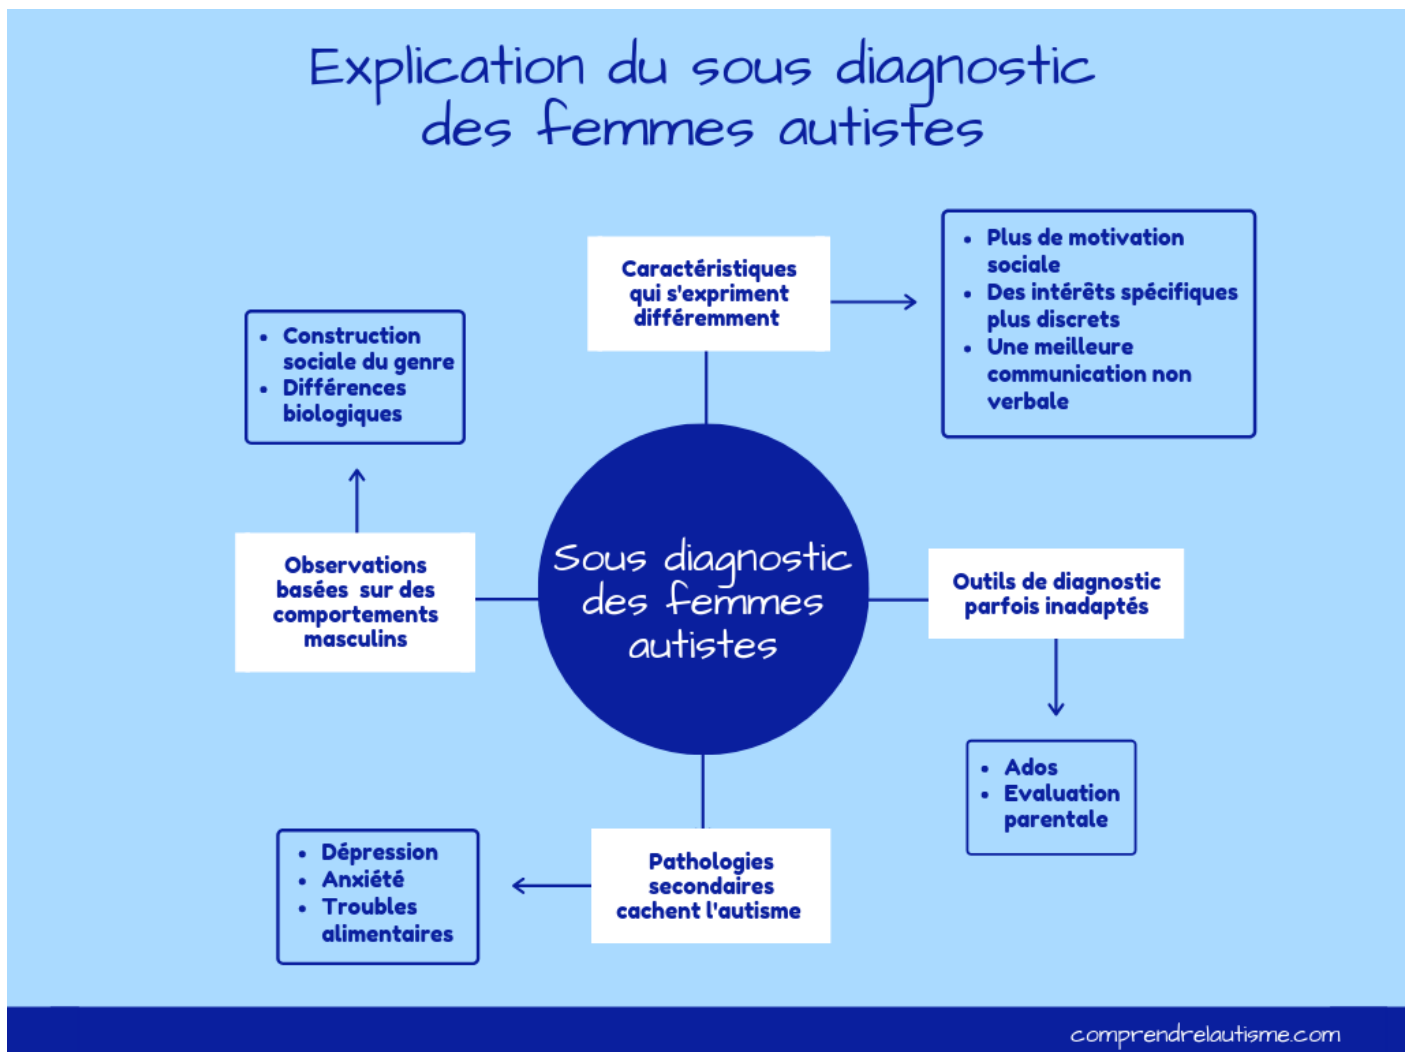 Explication du sous diagnostic
des femmes autistes
Caractéristiques
qui s'expriment
différemment
• Plus de motivation
sociale
• Des intérêts spécifiques
plus discrets
• Une meilleure
communication non
verbale
• Construction
sociale du genre
• Différences
biologiques
Observations
basées sur des
comportements
masculins
Sous diagnostic
des femmes
autistes
Outils de diagnostic
parfois inadaptés
• Ados
• Evaluation
parentale
Pathologies
secondaires
cachent l'autisme
• Dépression
• Anxiété
• Troubles
alimentaires
comprendrelautisme.com